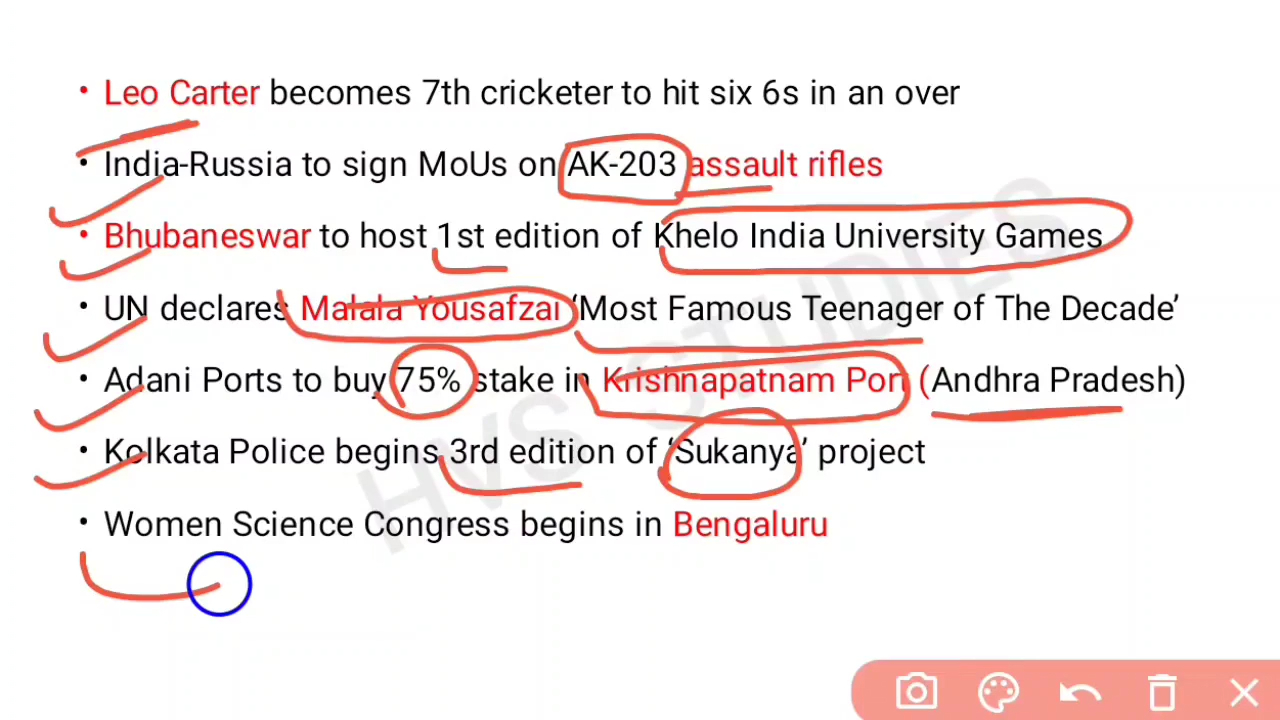 • Leo Carter becomes 7th cricketer to hit six 6s in an over
• India-Russia to sign MoUs on AK-203 assault rifles
• Bhubaneswar to host 1st edition of Khelo India University Games
• UN declares Malala Yousafzai ‘Most Famous Teenager of The Decade’
• Adani Ports to buy 75% stake in Krishnapatnam Port (Andhra Pradesh)
• Kolkata Police begins 3rd edition of ‘Sukanya’ project
• Women Science Congress begins in Bengaluru
HVS STUDIES